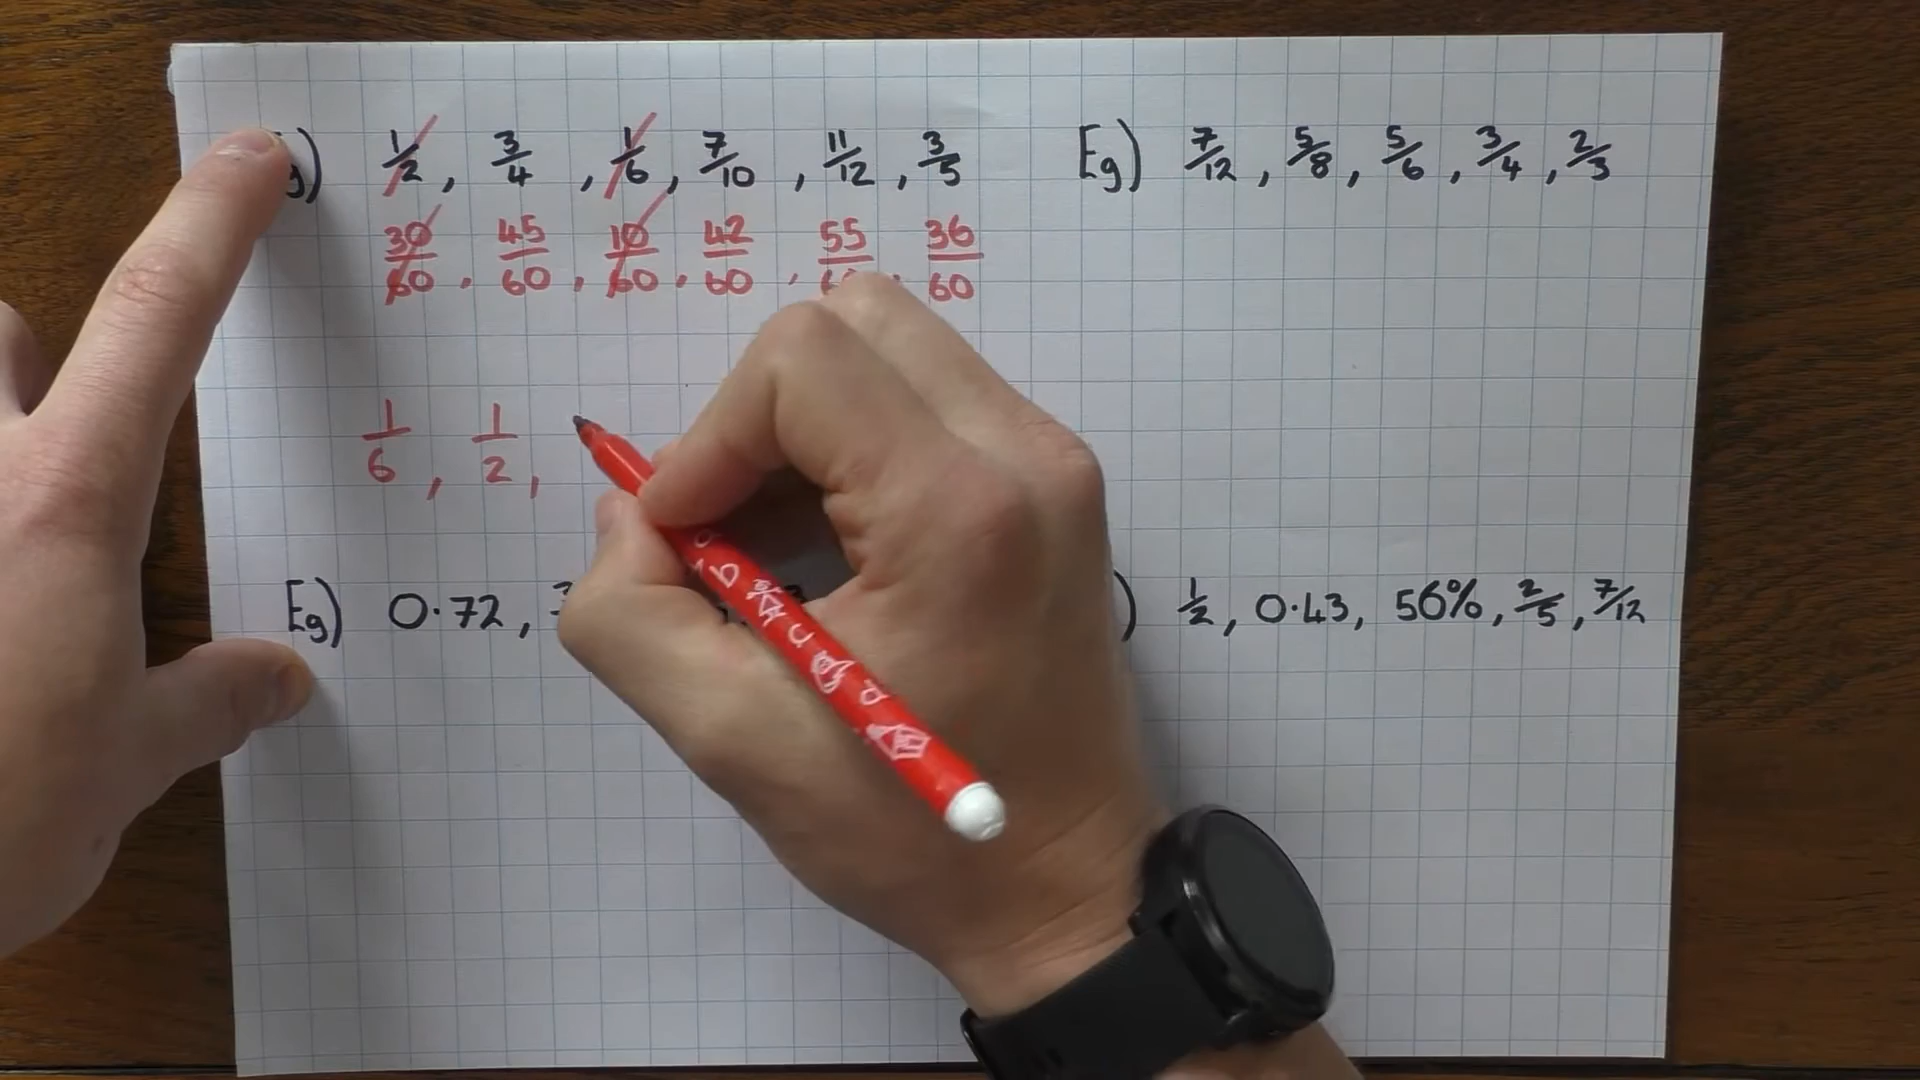 1/2, 3/4, 1/6, 7/10, 11/12, 3/5
30/60, 45/60, 10/60, 42/60, 55/60, 36/60
1/6, 1/2,
Eg) 7/12, 5/8, 5/6, 3/4, 2/3
Eg) 0.72,
1/2, 0.43, 56%, 2/5, 7/12